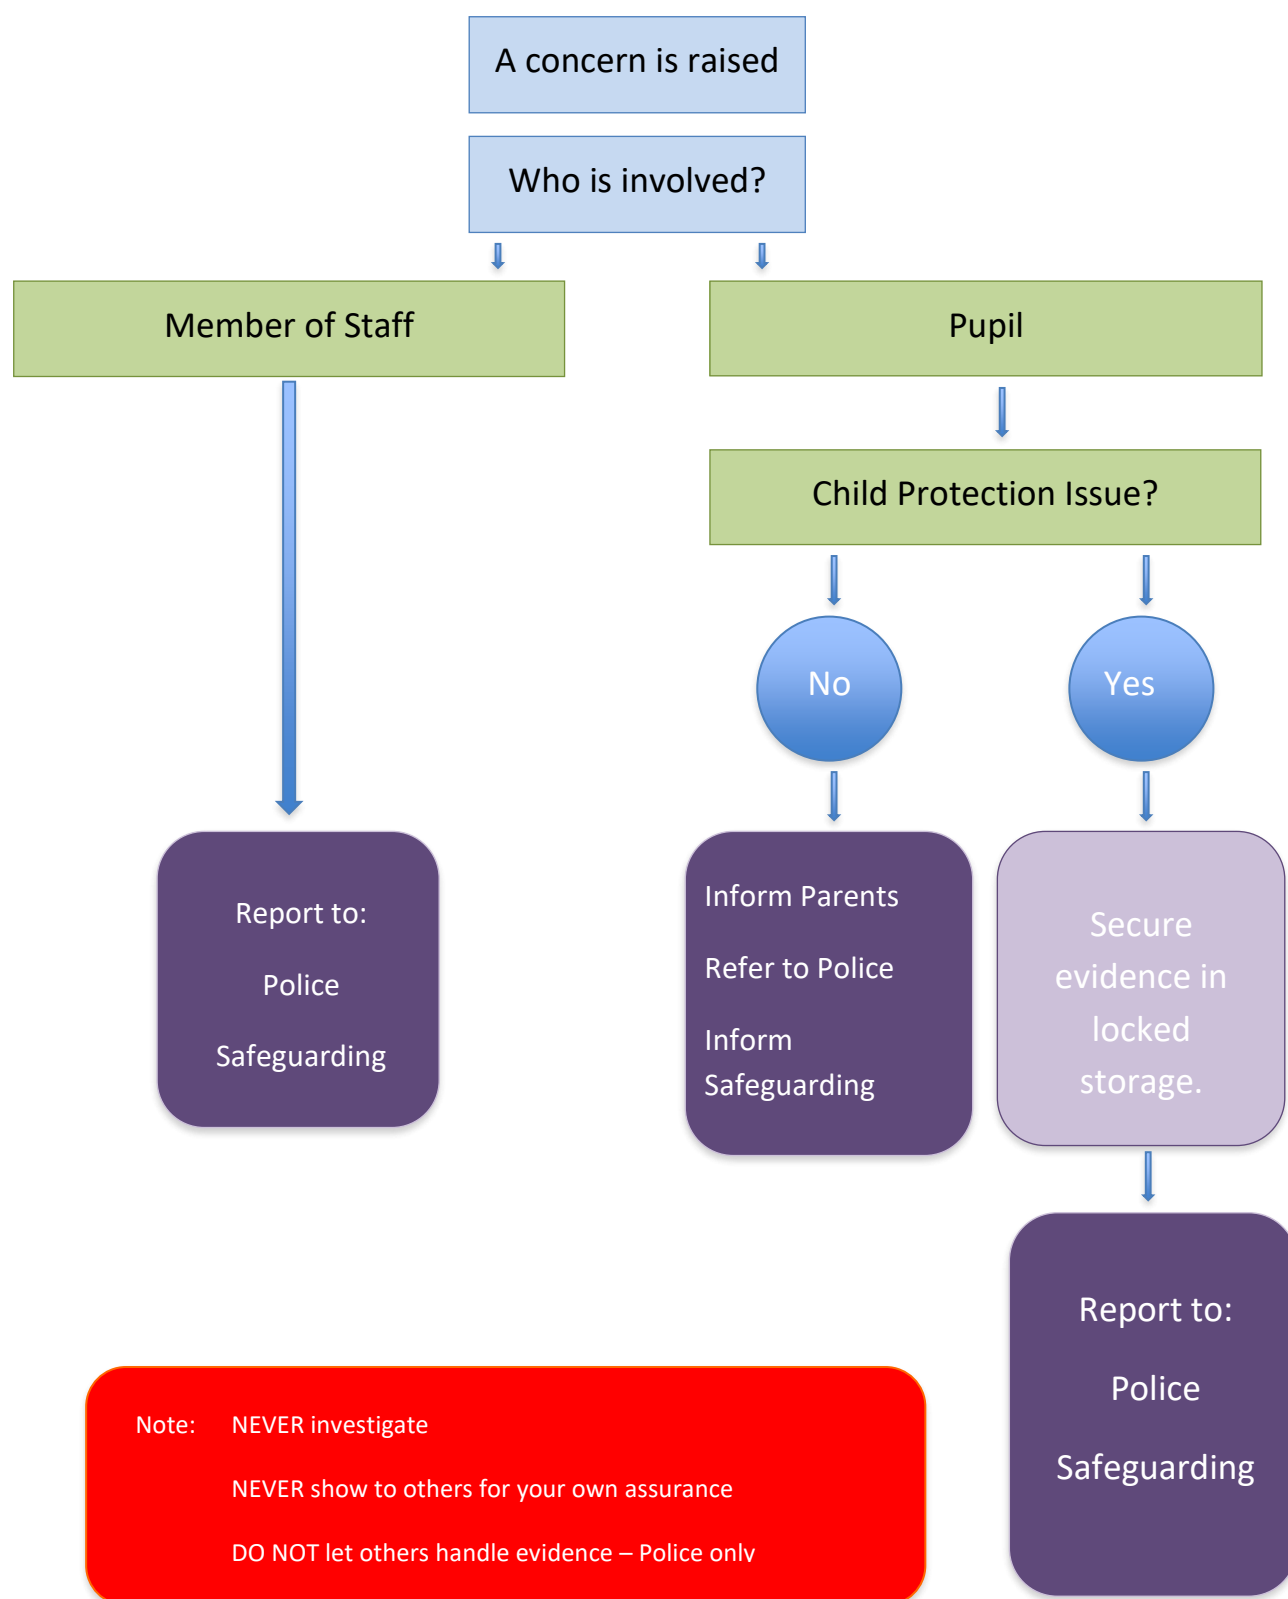 A concern is raised
Who is involved?
Member of Staff
Pupil
Child Protection Issue?
No
Yes
Report to:
Police
Safeguarding
Inform Parents
Refer to Police
Inform
Safeguarding
Secure
evidence in
locked
storage.
Report to:
Police
Safeguarding
Note: NEVER investigate
NEVER show to others for your own assurance
DO NOT let others handle evidence – Police only